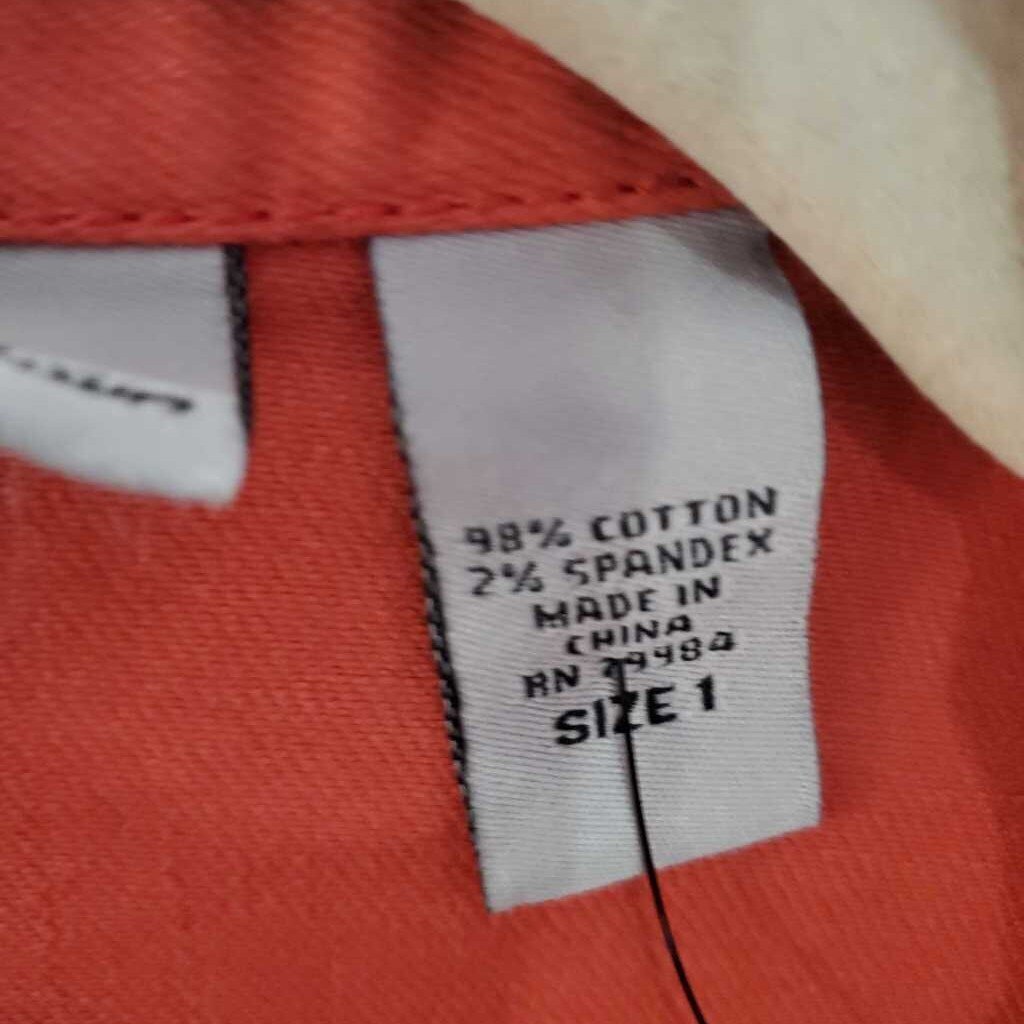 98% COTTON
2% SPANDEX
MADE IN
CHINA
RN
SIZE 1